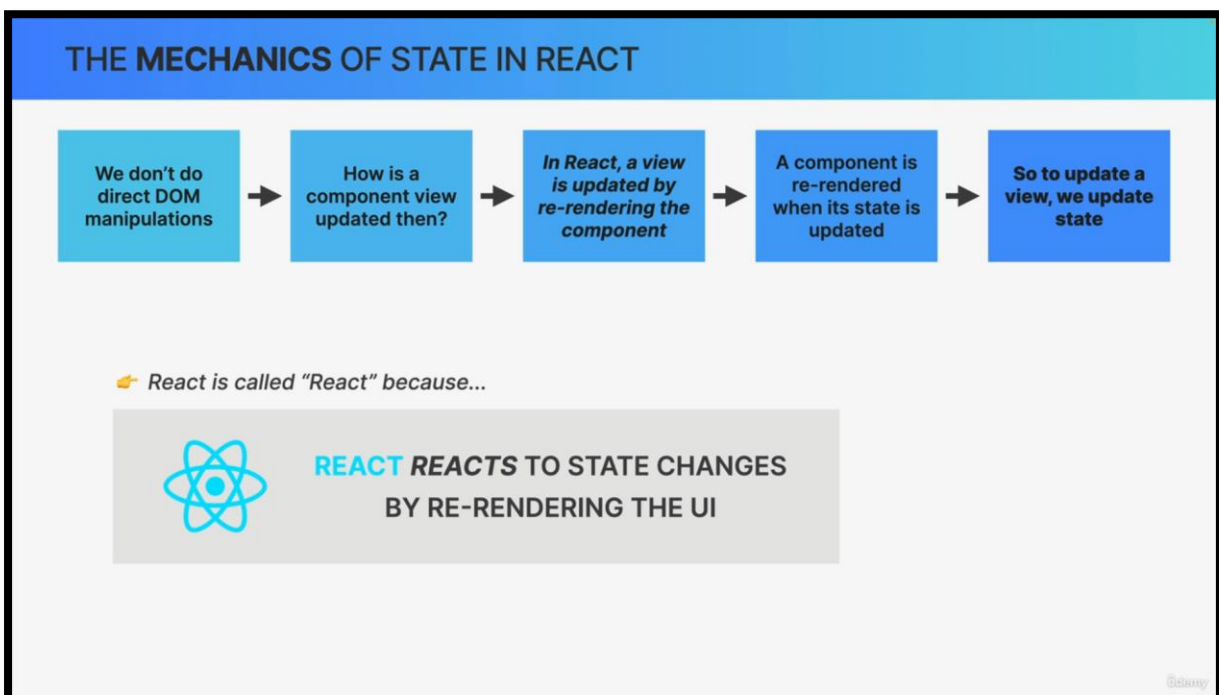 THE MECHANICS OF STATE IN REACT
We don't do
direct DOM
manipulations
How is a
component view
updated then?
In React, a view
is updated by
re-rendering the
component
A component is
re-rendered
when its state is
updated
So to update a
view, we update
state
👉 React is called “React” because...
REACT REACTS TO STATE CHANGES
BY RE-RENDERING THE UI
Udemy